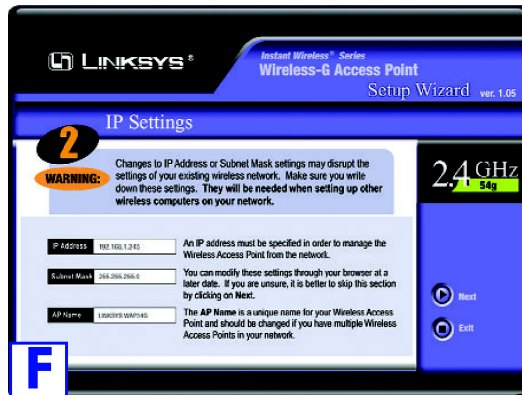 LINKSYS®
Instant Wireless® Series
Wireless-G Access Point
Setup Wizard ver. 1.05
IP Settings
2
WARNING:
Changes to IP Address or Subnet Mask settings may disrupt the
settings of your existing wireless network. Make sure you write
down these settings. They will be needed when setting up other
wireless computers on your network.
2.4 GHz
54g
IP Address 192.168.1.245
An IP address must be specified in order to manage the
Wireless Access Point from the network.
Subnet Mask 255.255.255.0
You can modify these settings through your browser at a
later date. If you are unsure, it is better to skip this section
by clicking on Next.
AP Name LINKSYS WAP54G
The AP Name is a unique name for your Wireless Access
Point and should be changed if you have multiple Wireless
Access Points in your network.
Next
Exit
F